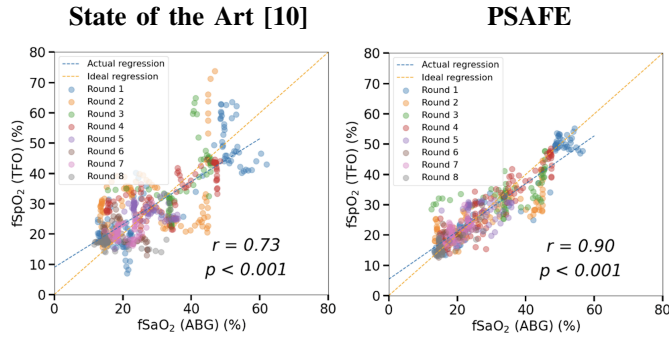 State of the Art [10]
80
70
60
50
40
30
20
10
0
fSpO₂ (TFO) (%)
Actual regression
Ideal regression
Round 1
Round 2
Round 3
Round 4
Round 5
Round 6
Round 7
Round 8
r = 0.73
p < 0.001
0 20 40 60 80
fSaO₂ (ABG) (%)
PSAFE
80
70
60
50
40
30
20
10
0
fSpO₂ (TFO) (%)
Actual regression
Ideal regression
Round 1
Round 2
Round 3
Round 4
Round 5
Round 6
Round 7
Round 8
r = 0.90
p < 0.001
0 20 40 60 80
fSaO₂ (ABG) (%)